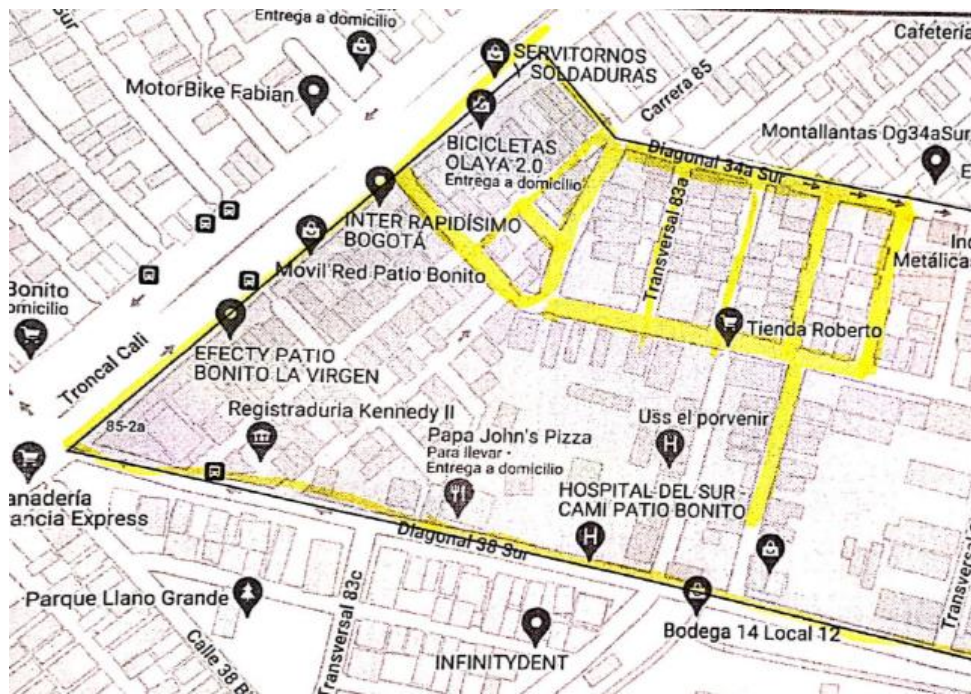 Sur
Entrega a domicilio
MotorBike Fabian
SERVITORNOS
Y SOLDADURAS
Cafetería
Carrera 85
Montallantas Dg34aSur
BICICLETAS
OLAYA 2.0
Entrega a domicilio
Diagonal 34a Sur
Transversal 83a
INTER RAPIDÍSIMO
BOGOTÁ
Movil Red Patio Bonito
Metálicas
Bonito
Tienda Roberto
Troncal Cali
EFECTY PATIO
BONITO LA VIRGEN
85-2a
Registraduria Kennedy II
Uss el porvenir
Papa John's Pizza
Para llevar ·
Entrega a domicilio
HOSPITAL DEL SUR -
CAMI PATIO BONITO
anadería
ancia Express
Diagonal 38 Sur
Parque Llano Grande
Transversal 83c
Calle 38 B
INFINITYDENT
Bodega 14 Local 12
Transversal